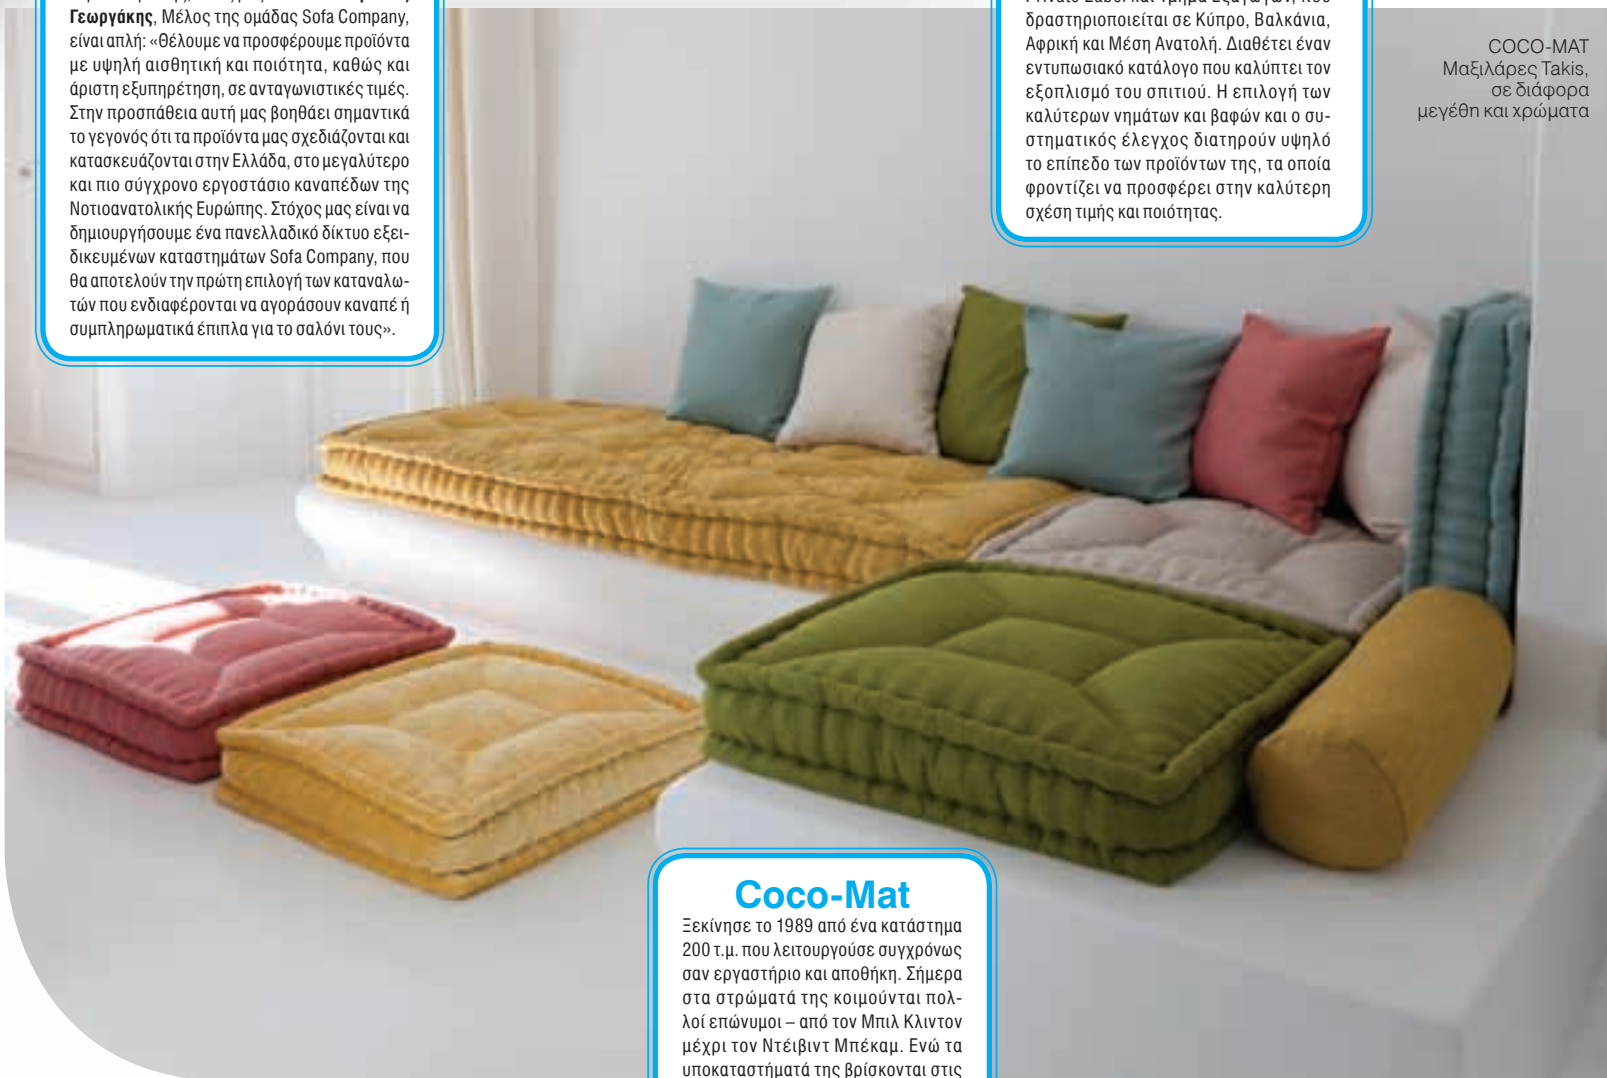 Γεωργάκης, Μέλος της ομάδας Sofa Company,
είναι απλή: «Θέλουμε να προσφέρουμε προϊόντα
με υψηλή αισθητική και ποιότητα, καθώς και
άριστη εξυπηρέτηση, σε ανταγωνιστικές τιμές.
Στην προσπάθεια αυτή μας βοηθάει σημαντικά
το γεγονός ότι τα προϊόντα μας σχεδιάζονται και
κατασκευάζονται στην Ελλάδα, στο μεγαλύτερο
και πιο σύγχρονο εργοστάσιο καναπέδων της
Νοτιοανατολικής Ευρώπης. Στόχος μας είναι να
δημιουργήσουμε ένα πανελλαδικό δίκτυο εξει-
δικευμένων καταστημάτων Sofa Company, που
θα αποτελούν την πρώτη επιλογή των καταναλω-
τών που ενδιαφέρονται να αγοράσουν καναπέ ή
συμπληρωματικά έπιπλα για το σαλόνι τους».
δραστηριοποιείται σε Κύπρο, Βαλκάνια,
Αφρική και Μέση Ανατολή. Διαθέτει έναν
εντυπωσιακό κατάλογο που καλύπτει τον
εξοπλισμό του σπιτιού. Η επιλογή των
καλύτερων νημάτων και βαφών και ο συ-
στηματικός έλεγχος διατηρούν υψηλό
το επίπεδο των προϊόντων της, τα οποία
φροντίζει να προσφέρει στην καλύτερη
σχέση τιμής και ποιότητας.
COCO-MAT
Μαξιλάρες Takis,
σε διάφορα
μεγέθη και χρώματα
Coco-Mat
Ξεκίνησε το 1989 από ένα κατάστημα
200 τ.μ. που λειτουργούσε συγχρόνως
σαν εργαστήριο και αποθήκη. Σήμερα
στα στρώματά της κοιμούνται πολ-
λοί επώνυμοι – από τον Μπιλ Κλιντον
μέχρι τον Ντέιβιντ Μπέκαμ. Ενώ τα
υποκαταστήματά της βρίσκονται στις